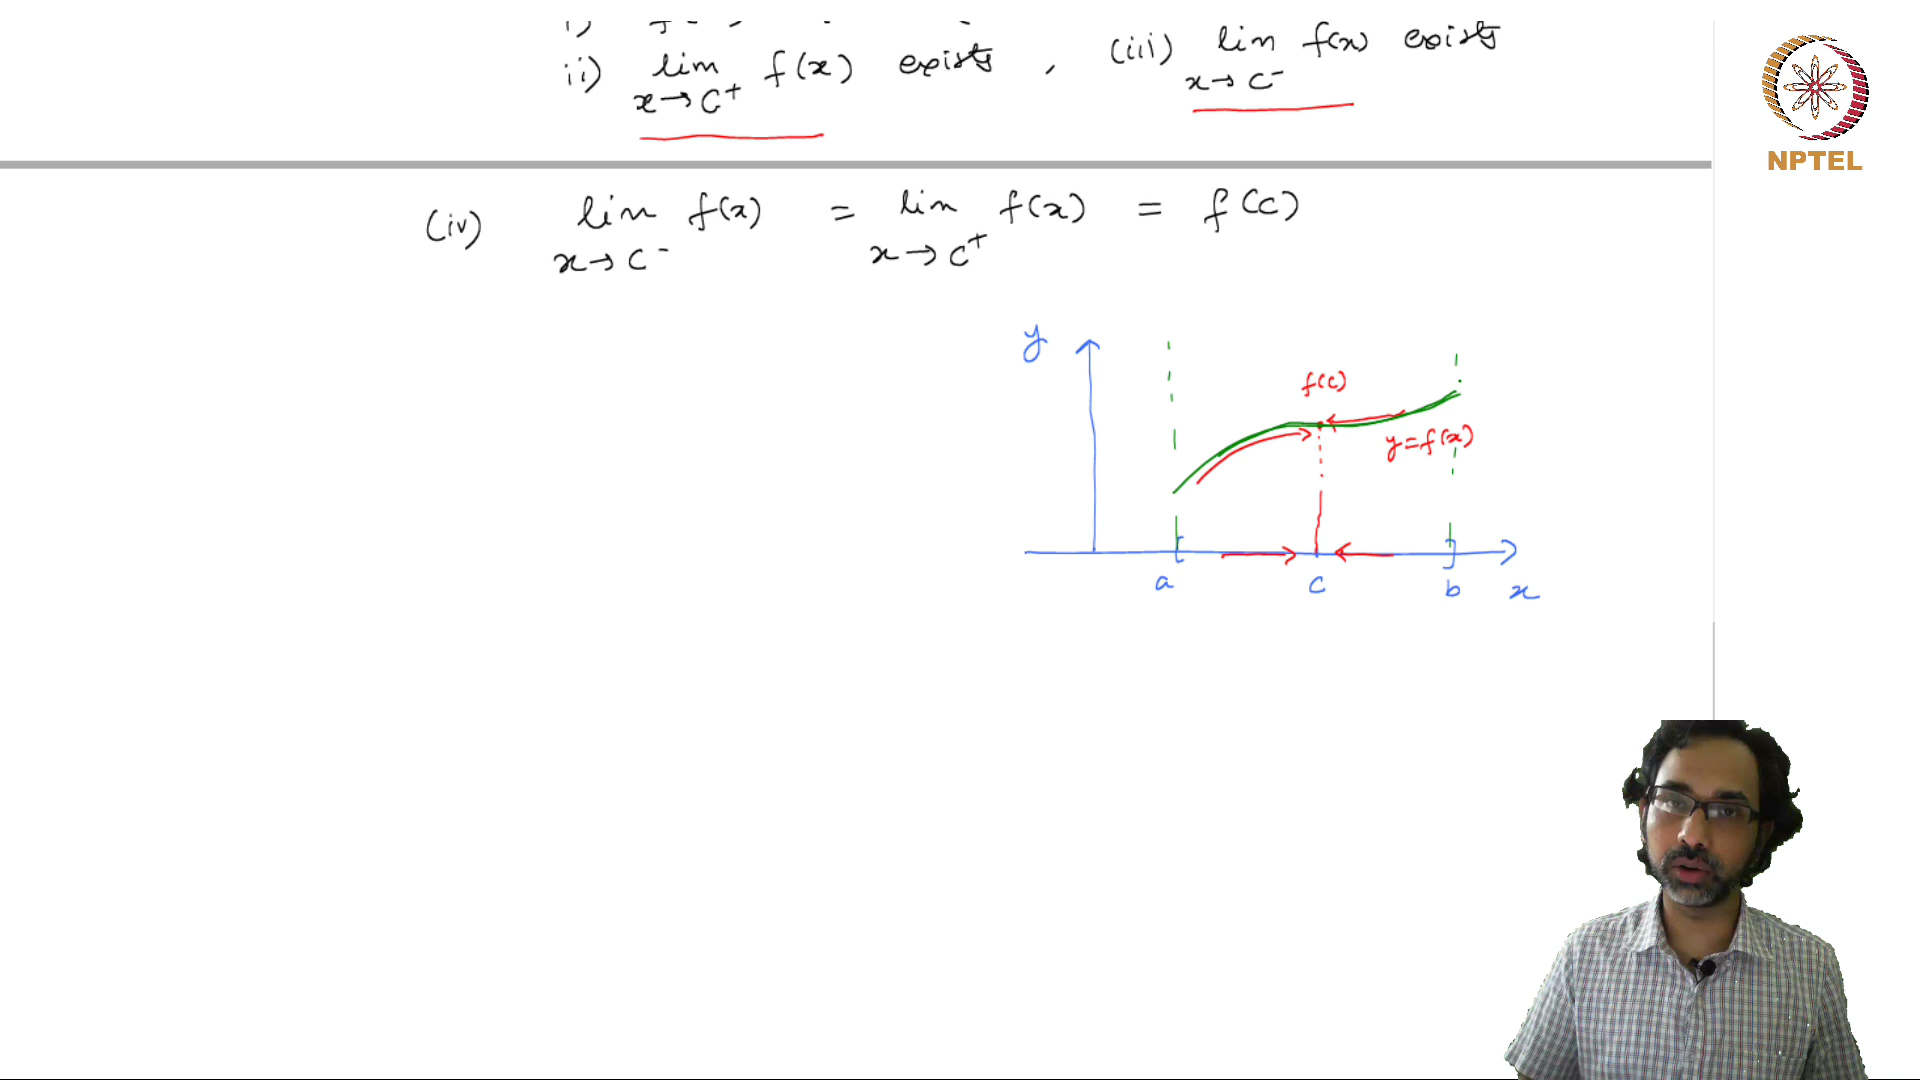 ii) lim x→c⁺ f(x) exists , (iii) lim x→c⁻ f(x) exists
NPTEL
(iv) lim x→c⁻ f(x) = lim x→c⁺ f(x) = f(c)
y
f(c)
y=f(x)
a c b x